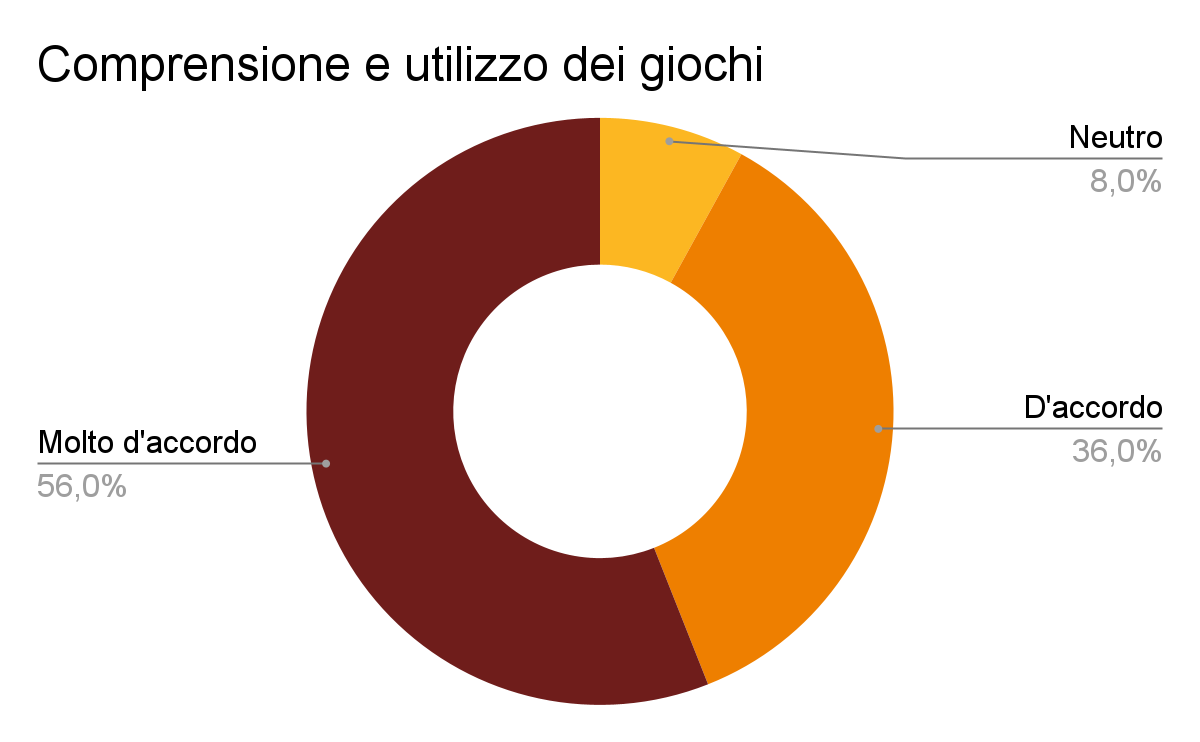 Comprensione e utilizzo dei giochi
Neutro
8,0%
D'accordo
36,0%
Molto d'accordo
56,0%